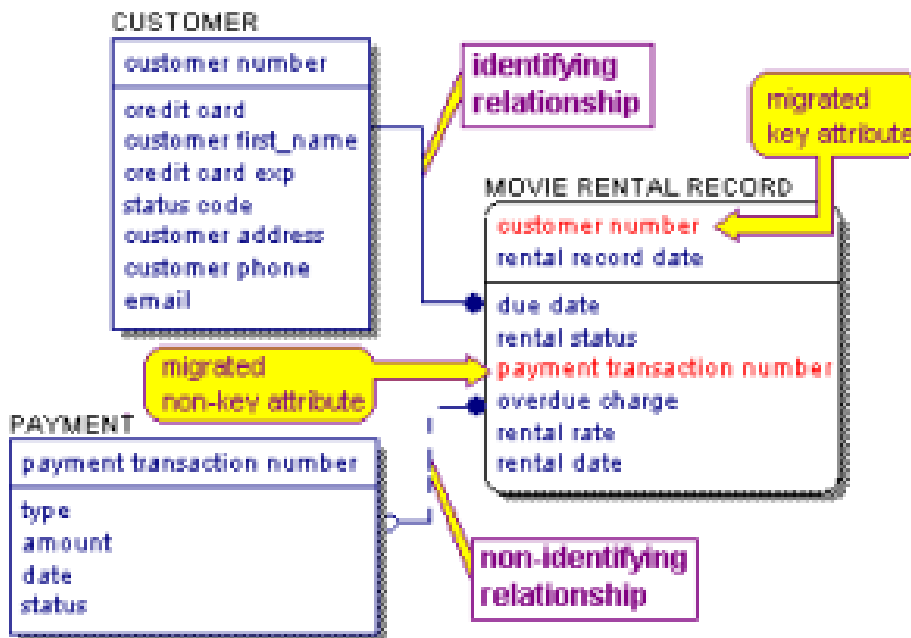 CUSTOMER
customer number
credit card
customer first_name
credit card exp
status code
customer address
customer phone
email
identifying
relationship
migrated
key attribute
MOVIE RENTAL RECORD
customer number
rental record date
due date
rental status
payment transaction number
overdue charge
rental rate
rental date
migrated
non-key attribute
PAYMENT
payment transaction number
type
amount
date
status
non-identifying
relationship